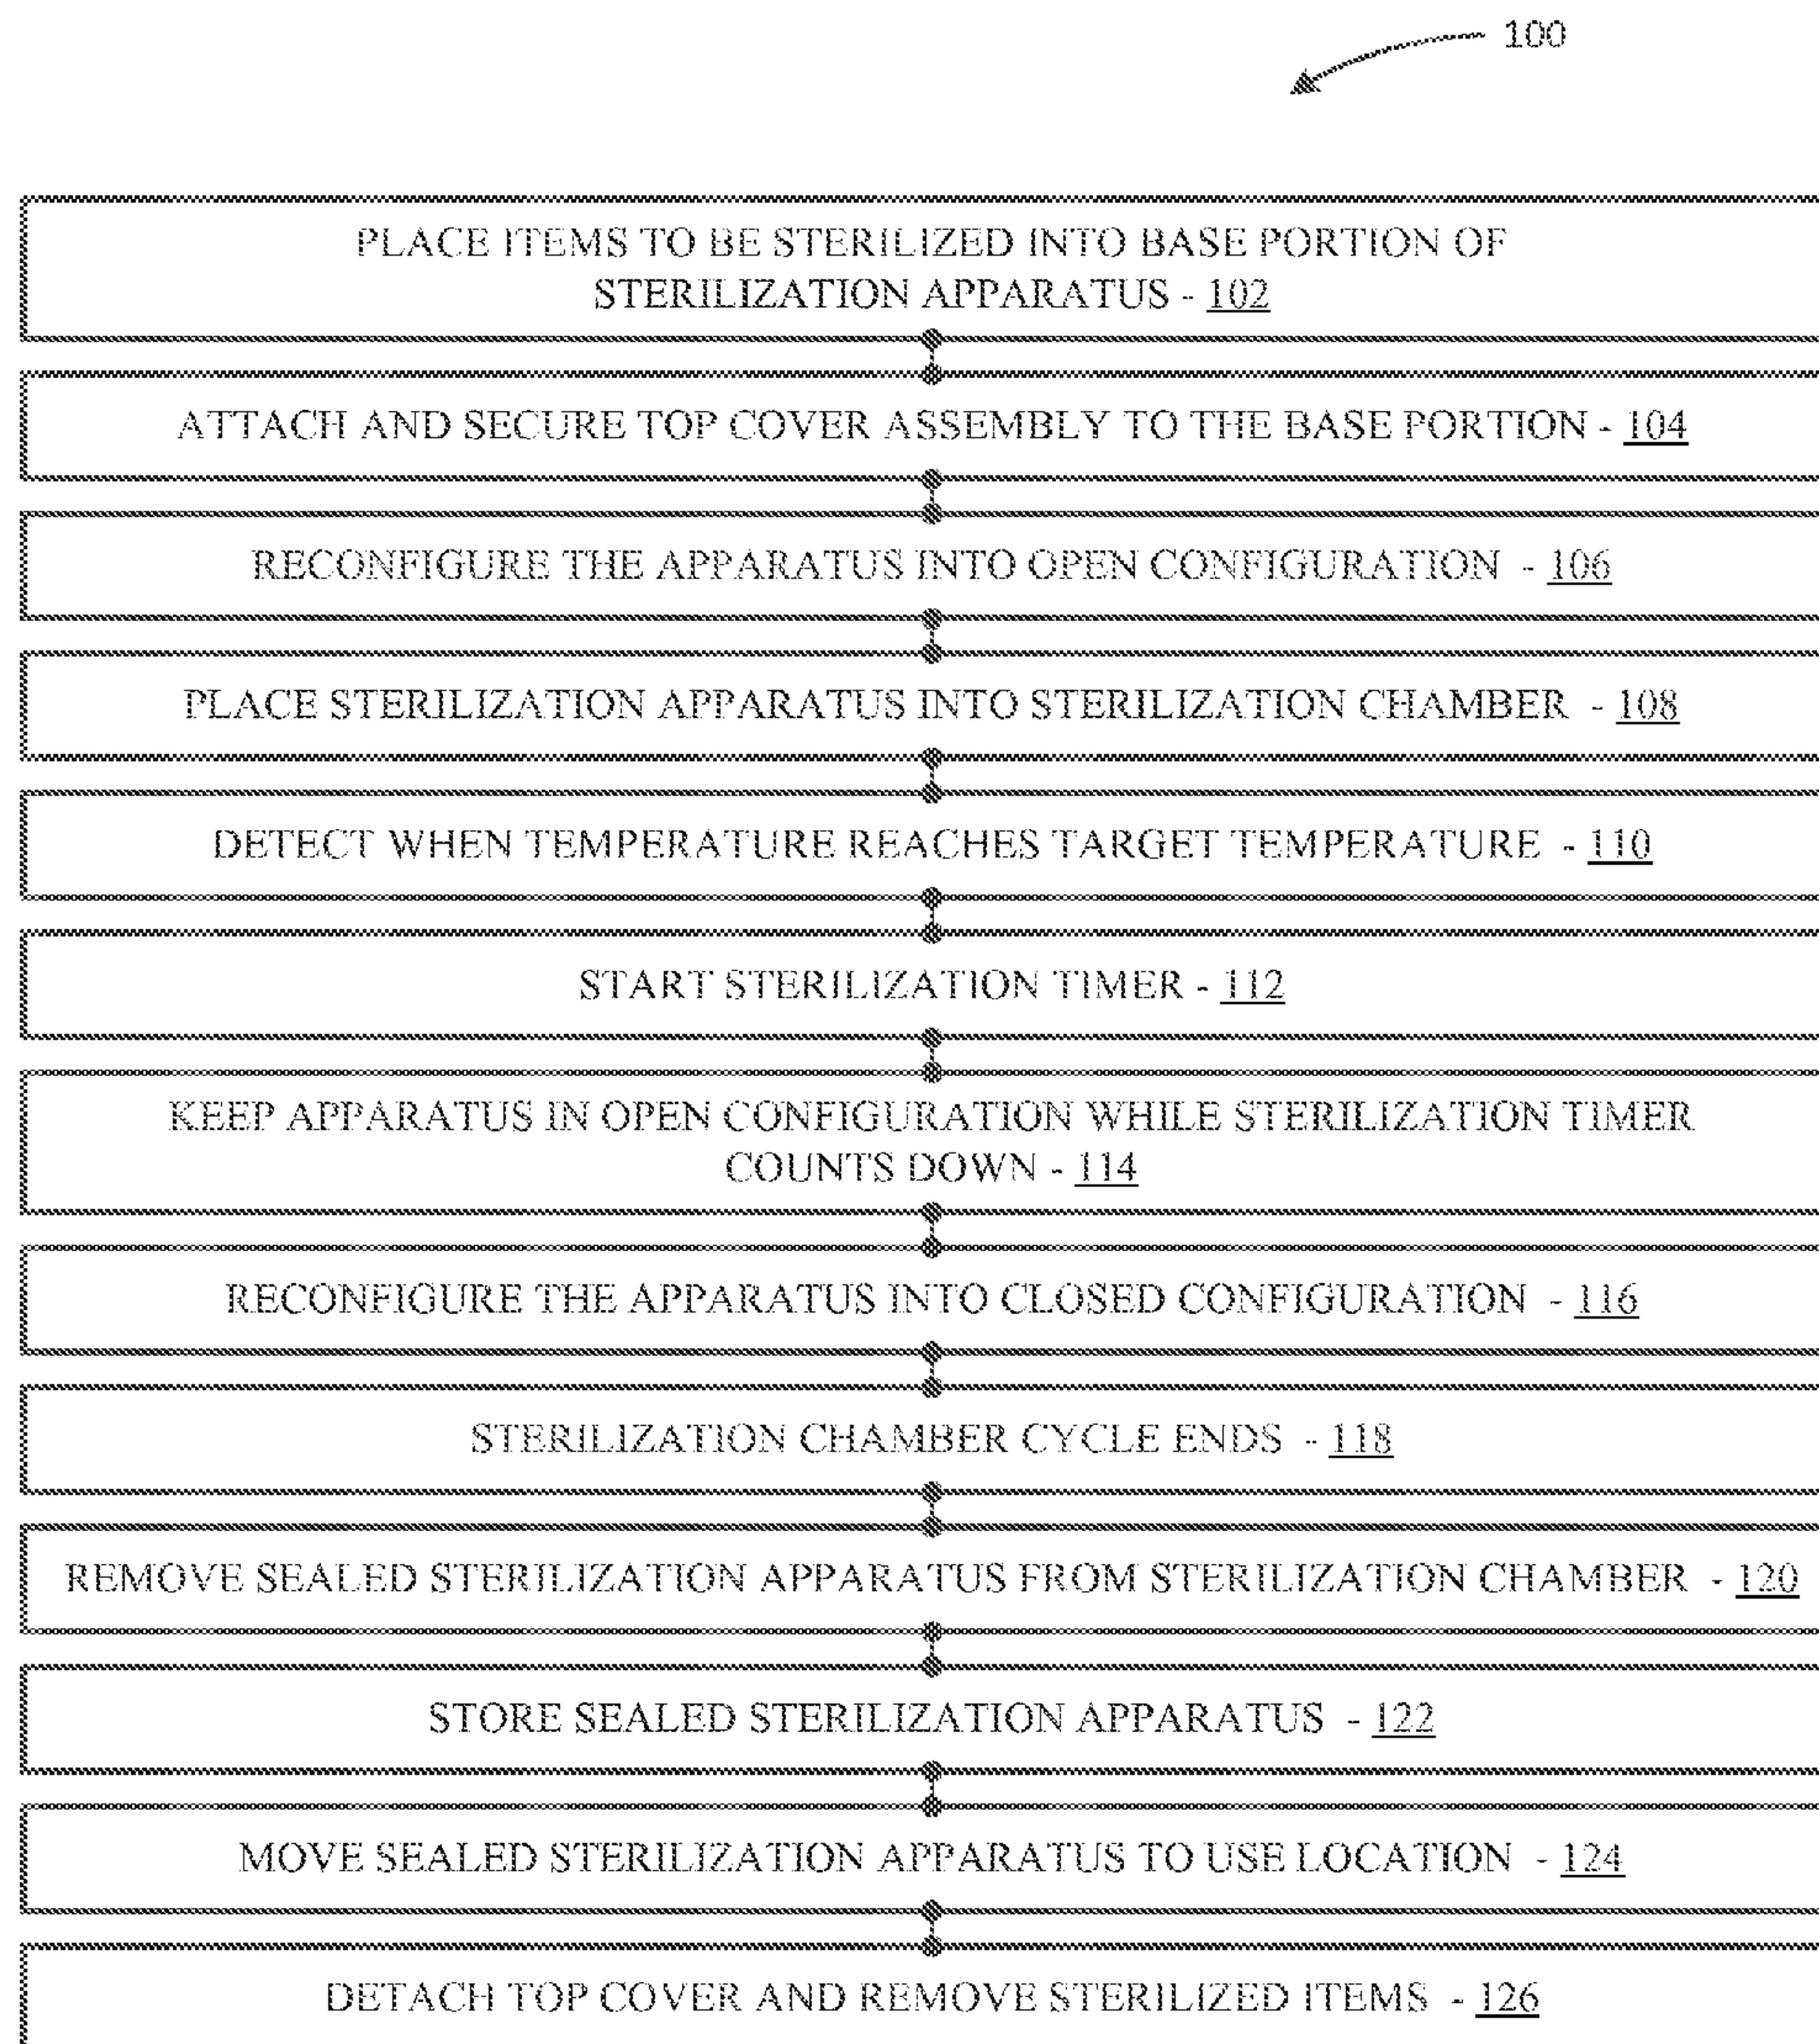 100
PLACE ITEMS TO BE STERILIZED INTO BASE PORTION OF
STERILIZATION APPARATUS - 102
ATTACH AND SECURE TOP COVER ASSEMBLY TO THE BASE PORTION - 104
RECONFIGURE THE APPARATUS INTO OPEN CONFIGURATION - 106
PLACE STERILIZATION APPARATUS INTO STERILIZATION CHAMBER - 108
DETECT WHEN TEMPERATURE REACHES TARGET TEMPERATURE - 110
START STERILIZATION TIMER - 112
KEEP APPARATUS IN OPEN CONFIGURATION WHILE STERILIZATION TIMER
COUNTS DOWN - 114
RECONFIGURE THE APPARATUS INTO CLOSED CONFIGURATION - 116
STERILIZATION CHAMBER CYCLE ENDS - 118
REMOVE SEALED STERILIZATION APPARATUS FROM STERILIZATION CHAMBER - 120
STORE SEALED STERILIZATION APPARATUS - 122
MOVE SEALED STERILIZATION APPARATUS TO USE LOCATION - 124
DETACH TOP COVER AND REMOVE STERILIZED ITEMS - 126